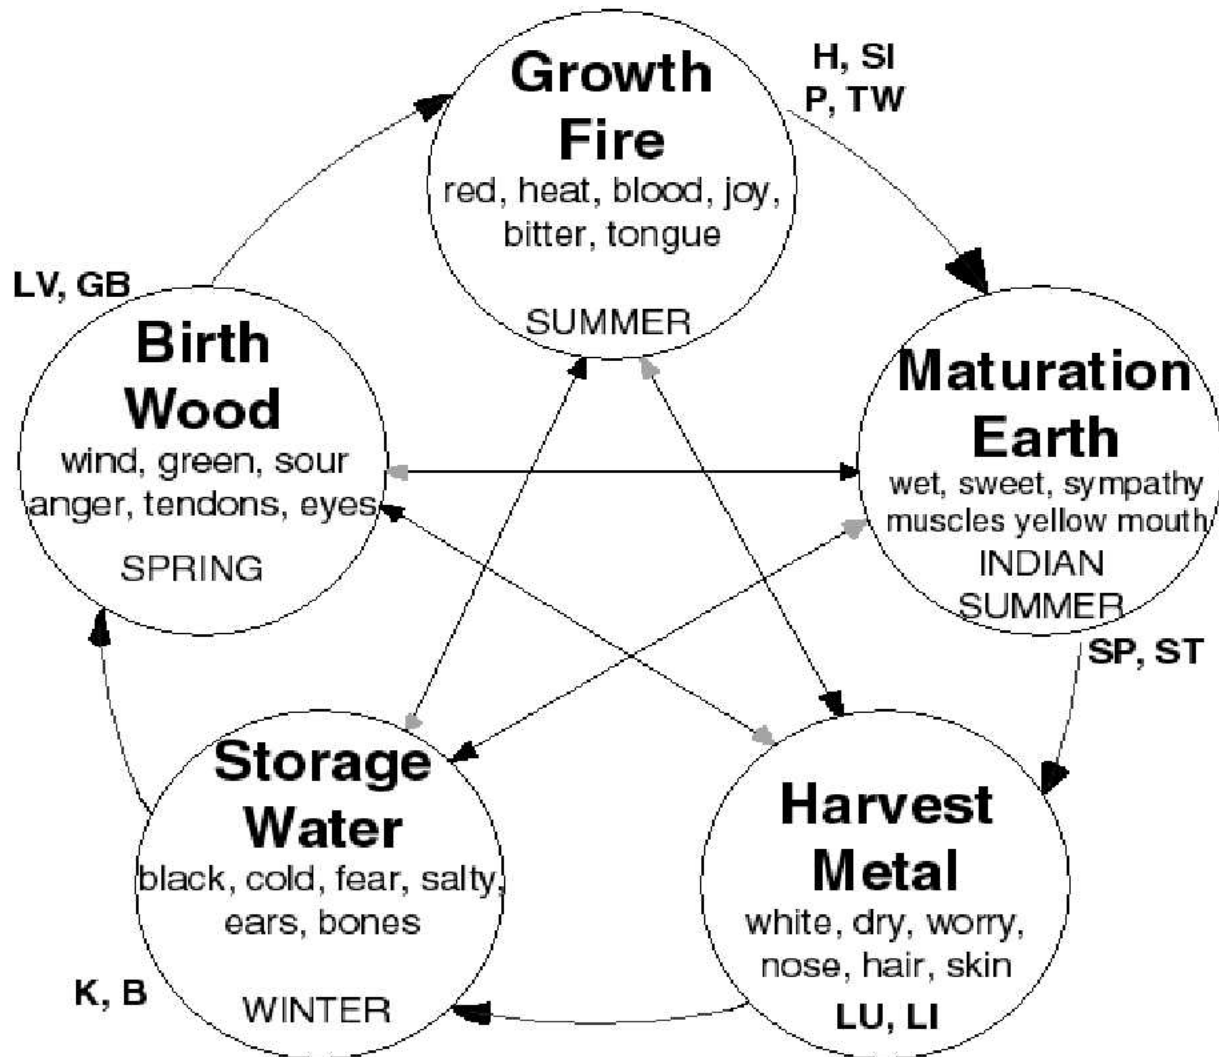 Growth
Fire
red, heat, blood, joy,
bitter, tongue
SUMMER
H, SI
P, TW
LV, GB
Birth
Wood
wind, green, sour
anger, tendons, eyes
SPRING
Maturation
Earth
wet, sweet, sympathy
muscles yellow mouth
INDIAN
SUMMER
SP, ST
Storage
Water
black, cold, fear, salty,
ears, bones
WINTER
K, B
Harvest
Metal
white, dry, worry,
nose, hair, skin
LU, LI